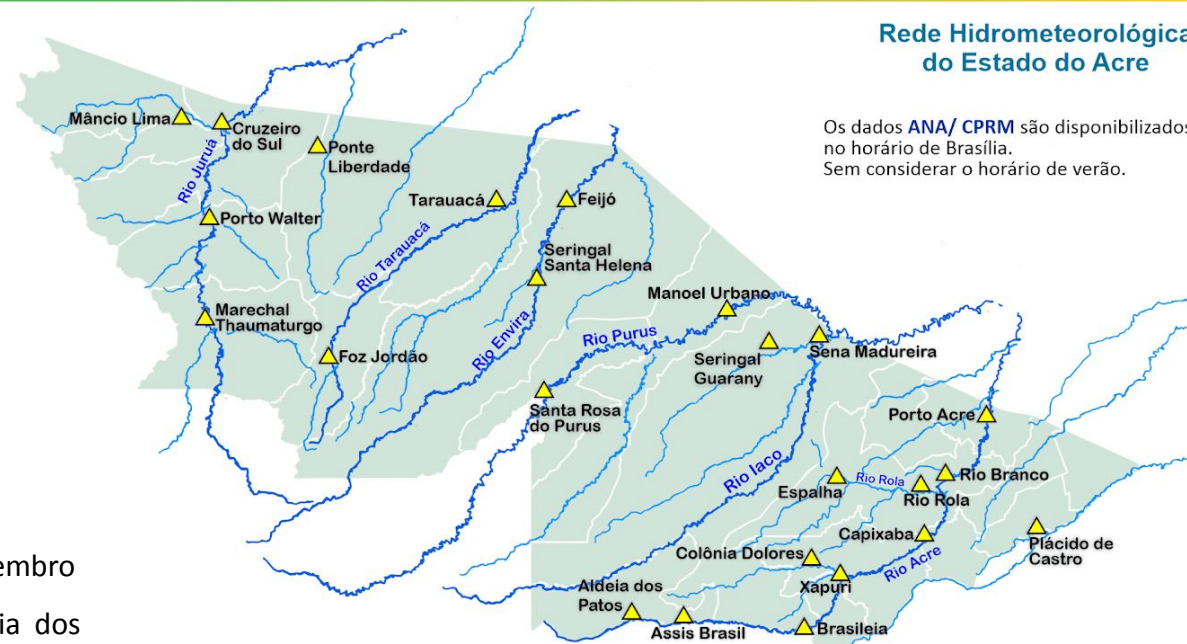 Rede Hidrometeorológica
do Estado do Acre
Os dados ANA/ CPRM são disponibilizados
no horário de Brasília.
Sem considerar o horário de verão.
Mâncio Lima
Cruzeiro
do Sul
Ponte
Liberdade
Rio Juruá
Tarauacá
Feijó
Porto Walter
Rio Tarauacá
Seringal
Santa Helena
Manoel Urbano
Marechal
Thaumaturgo
Foz Jordão
Rio Envira
Rio Purus
Seringal
Guarany
Sena Madureira
Santa Rosa
do Purus
Porto Acre
Rio Iaco
Espalha
Rio Rola
Rio Rola
Rio Branco
Capixaba
Plácido de
Castro
Colônia Dolores
Rio Acre
Xapuri
Aldeia dos
Patos
Assis Brasil
Brasileia
dos